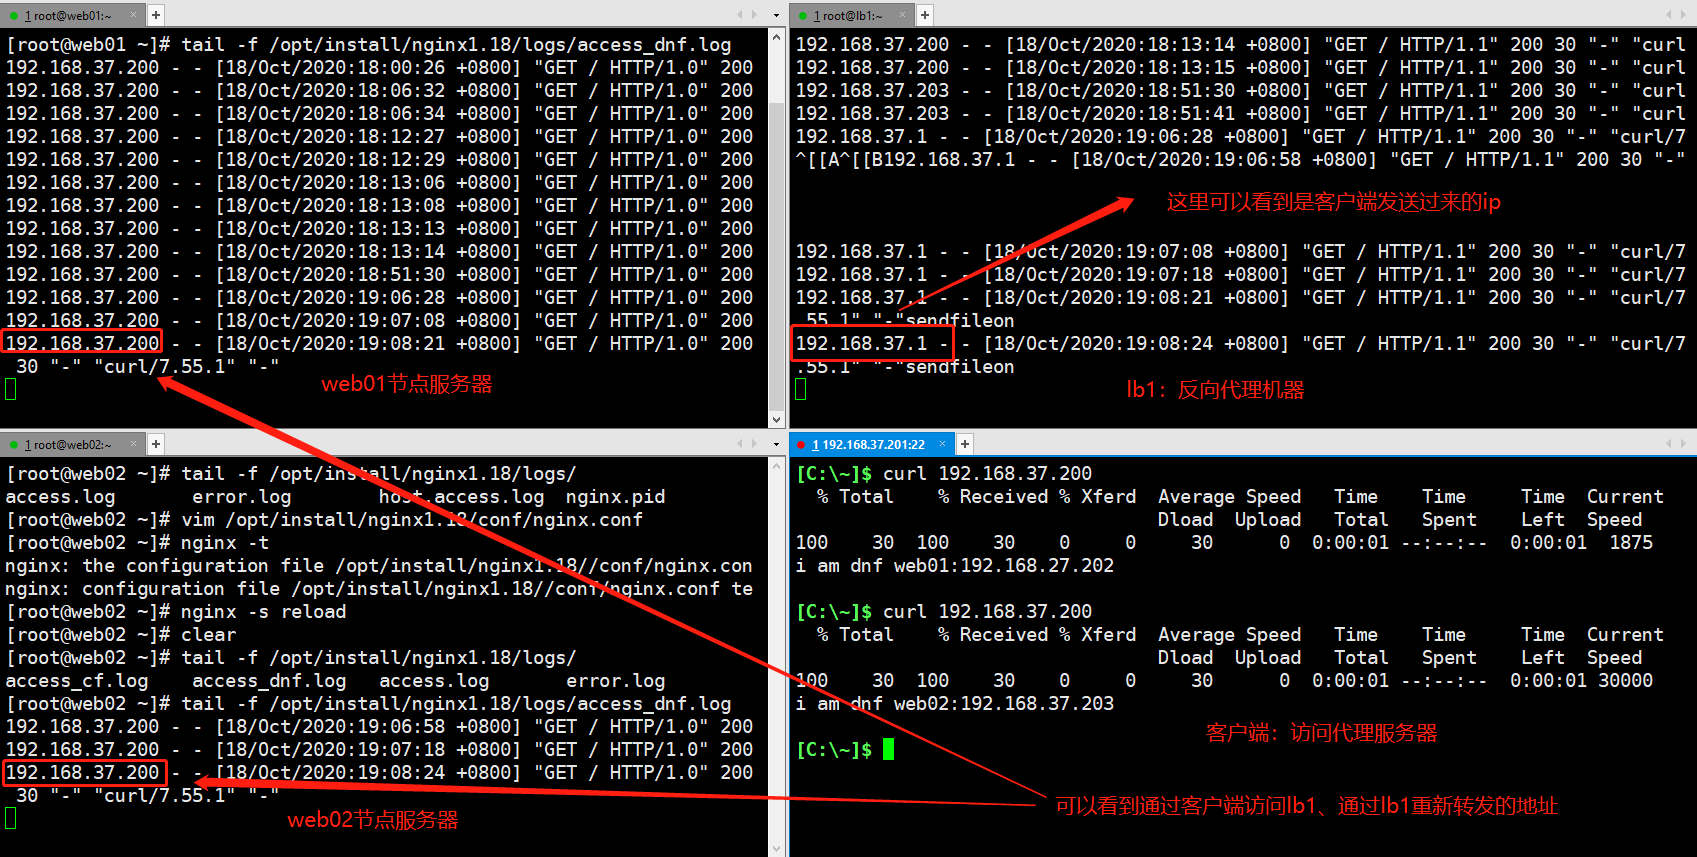 1 root@web01:~ × +
[root@web01 ~]# tail -f /opt/install/nginx1.18/logs/access_dnf.log
192.168.37.200 - - [18/Oct/2020:18:00:26 +0800] "GET / HTTP/1.0" 200
192.168.37.200 - - [18/Oct/2020:18:06:32 +0800] "GET / HTTP/1.0" 200
192.168.37.200 - - [18/Oct/2020:18:06:34 +0800] "GET / HTTP/1.0" 200
192.168.37.200 - - [18/Oct/2020:18:12:27 +0800] "GET / HTTP/1.0" 200
192.168.37.200 - - [18/Oct/2020:18:12:29 +0800] "GET / HTTP/1.0" 200
192.168.37.200 - - [18/Oct/2020:18:13:06 +0800] "GET / HTTP/1.0" 200
192.168.37.200 - - [18/Oct/2020:18:13:08 +0800] "GET / HTTP/1.0" 200
192.168.37.200 - - [18/Oct/2020:18:13:13 +0800] "GET / HTTP/1.0" 200
192.168.37.200 - - [18/Oct/2020:18:13:14 +0800] "GET / HTTP/1.0" 200
192.168.37.200 - - [18/Oct/2020:18:51:30 +0800] "GET / HTTP/1.0" 200
192.168.37.200 - - [18/Oct/2020:19:06:28 +0800] "GET / HTTP/1.0" 200
192.168.37.200 - - [18/Oct/2020:19:07:08 +0800] "GET / HTTP/1.0" 200
192.168.37.200 - - [18/Oct/2020:19:08:21 +0800] "GET / HTTP/1.0" 200
30 "-" "curl/7.55.1" "-"
web01节点服务器
1 root@lb1:~ × +
192.168.37.200 - - [18/Oct/2020:18:13:14 +0800] "GET / HTTP/1.1" 200 30 "-" "curl
192.168.37.200 - - [18/Oct/2020:18:13:15 +0800] "GET / HTTP/1.1" 200 30 "-" "curl
192.168.37.203 - - [18/Oct/2020:18:51:30 +0800] "GET / HTTP/1.1" 200 30 "-" "curl
192.168.37.203 - - [18/Oct/2020:18:51:41 +0800] "GET / HTTP/1.1" 200 30 "-" "curl
192.168.37.1 - - [18/Oct/2020:19:06:28 +0800] "GET / HTTP/1.1" 200 30 "-" "curl/7
^[[A^[[B192.168.37.1 - - [18/Oct/2020:19:06:58 +0800] "GET / HTTP/1.1" 200 30 "-"
这里可以看到是客户端发送过来的ip
192.168.37.1 - - [18/Oct/2020:19:07:08 +0800] "GET / HTTP/1.1" 200 30 "-" "curl/7
192.168.37.1 - - [18/Oct/2020:19:07:18 +0800] "GET / HTTP/1.1" 200 30 "-" "curl/7
192.168.37.1 - - [18/Oct/2020:19:08:21 +0800] "GET / HTTP/1.1" 200 30 "-" "curl/7
.55.1" "-"sendfileon
192.168.37.1 - - [18/Oct/2020:19:08:24 +0800] "GET / HTTP/1.1" 200 30 "-" "curl/7
.55.1" "-"sendfileon
lb1：反向代理机器
1 root@web02:~ × +
[root@web02 ~]# tail -f /opt/install/nginx1.18/logs/
access.log error.log host.access.log nginx.pid
[root@web02 ~]# vim /opt/install/nginx1.18/conf/nginx.conf
[root@web02 ~]# nginx -t
nginx: the configuration file /opt/install/nginx1.18//conf/nginx.con
nginx: configuration file /opt/install/nginx1.18//conf/nginx.conf te
[root@web02 ~]# nginx -s reload
[root@web02 ~]# clear
[root@web02 ~]# tail -f /opt/install/nginx1.18/logs/
access_cf.log access_dnf.log access.log error.log
[root@web02 ~]# tail -f /opt/install/nginx1.18/logs/access_dnf.log
192.168.37.200 - - [18/Oct/2020:19:06:58 +0800] "GET / HTTP/1.0" 200
192.168.37.200 - - [18/Oct/2020:19:07:18 +0800] "GET / HTTP/1.0" 200
192.168.37.200 - - [18/Oct/2020:19:08:24 +0800] "GET / HTTP/1.0" 200
30 "-" "curl/7.55.1" "-"
web02节点服务器
1 192.168.37.201:22 × +
[C:\~]$ curl 192.168.37.200
% Total % Received % Xferd Average Speed Time Time Time Current
Dload Upload Total Spent Left Speed
100 30 100 30 0 0 30 0 0:00:01 --:--:-- 0:00:01 1875
i am dnf web01:192.168.27.202
[C:\~]$ curl 192.168.37.200
% Total % Received % Xferd Average Speed Time Time Time Current
Dload Upload Total Spent Left Speed
100 30 100 30 0 0 30 0 0:00:01 --:--:-- 0:00:01 30000
i am dnf web02:192.168.37.203
客户端：访问代理服务器
[C:\~]$
可以看到通过客户端访问lb1、通过lb1重新转发的地址